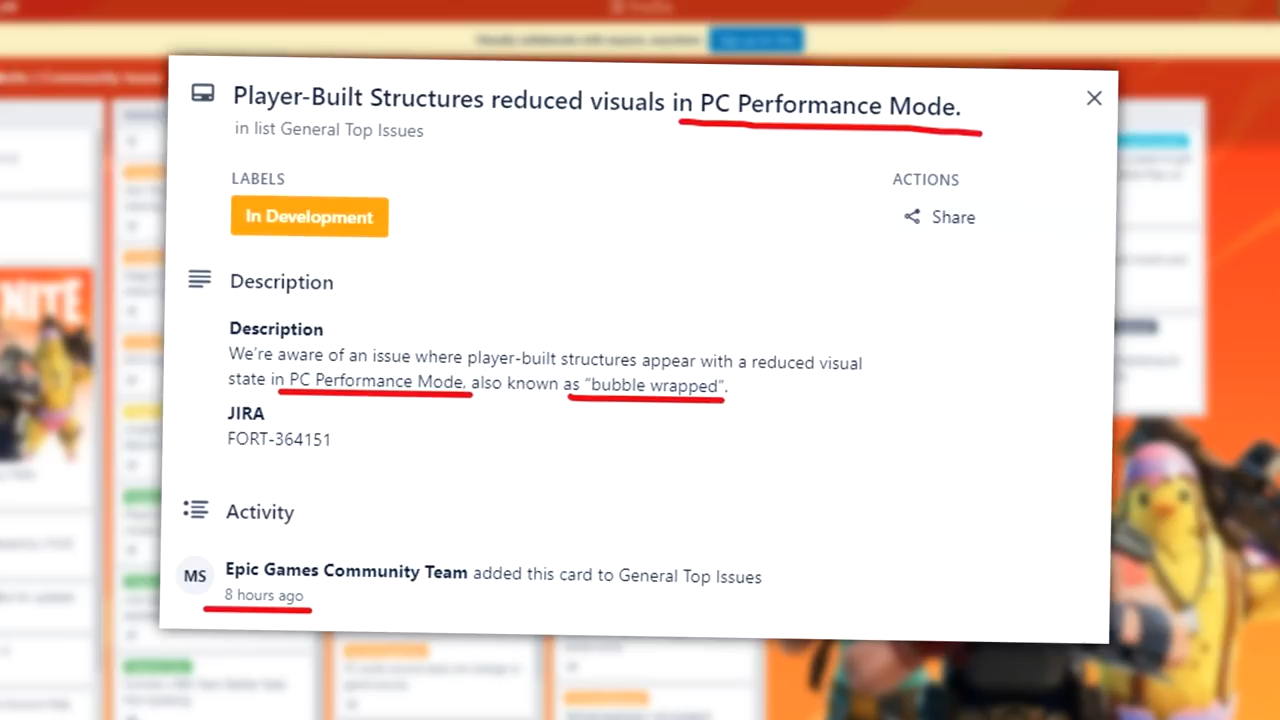 Player-Built Structures reduced visuals in PC Performance Mode.
in list General Top Issues
LABELS
ACTIONS
In Development
Share
Description
Description
We're aware of an issue where player-built structures appear with a reduced visual
state in PC Performance Mode, also known as “bubble wrapped”.
JIRA
FORT-364151
Activity
MS
Epic Games Community Team added this card to General Top Issues
8 hours ago
NITE